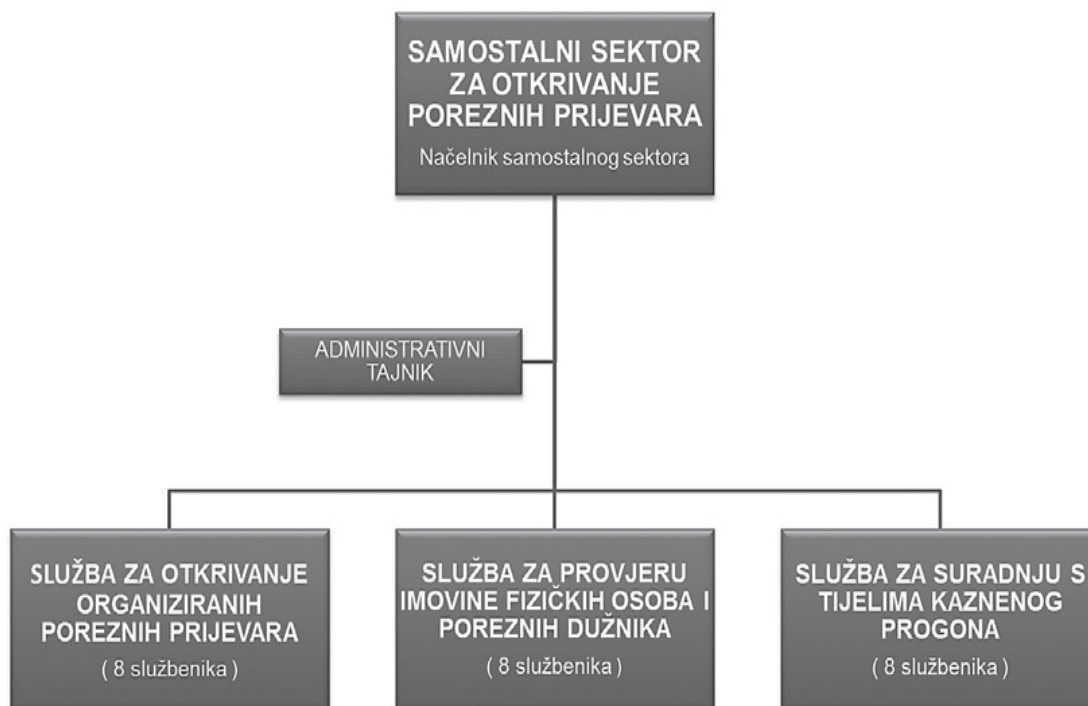 SAMOSTALNI SEKTOR
ZA OTKRIVANJE
POREZNIH PRIJEVARA
Načelnik samostalnog sektora
ADMINISTRATIVNI
TAJNIK
SLUŽBA ZA OTKRIVANJE
ORGANIZIRANIH
POREZNIH PRIJEVARA
( 8 službenika )
SLUŽBA ZA PROVJERU
IMOVINE FIZIČKIH OSOBA I
POREZNIH DUŽNIKA
( 8 službenika )
SLUŽBA ZA SURADNJU S
TIJELIMA KAZNENOG
PROGONA
( 8 službenika )